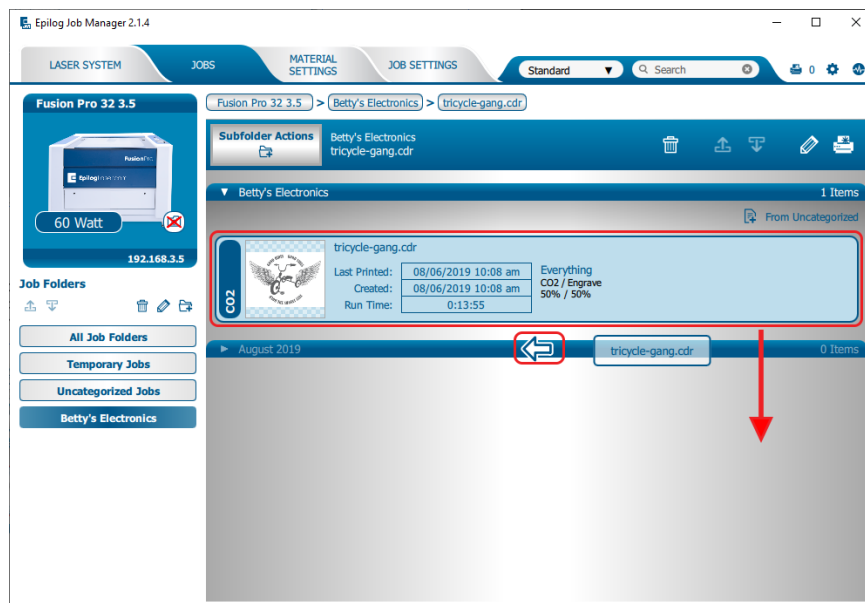 Epilog Job Manager 2.1.4
LASER SYSTEM
JOBS
MATERIAL
SETTINGS
JOB SETTINGS
Standard
Search
0
Fusion Pro 32 3.5
60 Watt
192.168.3.5
Job Folders
All Job Folders
Temporary Jobs
Uncategorized Jobs
Betty's Electronics
Fusion Pro 32 3.5 > Betty's Electronics > tricycle-gang.cdr
Subfolder Actions
Betty's Electronics
tricycle-gang.cdr
Betty's Electronics 1 Items
From Uncategorized
CO2
tricycle-gang.cdr
Last Printed: 08/06/2019 10:08 am
Created: 08/06/2019 10:08 am
Run Time: 0:13:55
Everything
CO2 / Engrave
50% / 50%
August 2019 tricycle-gang.cdr 0 Items